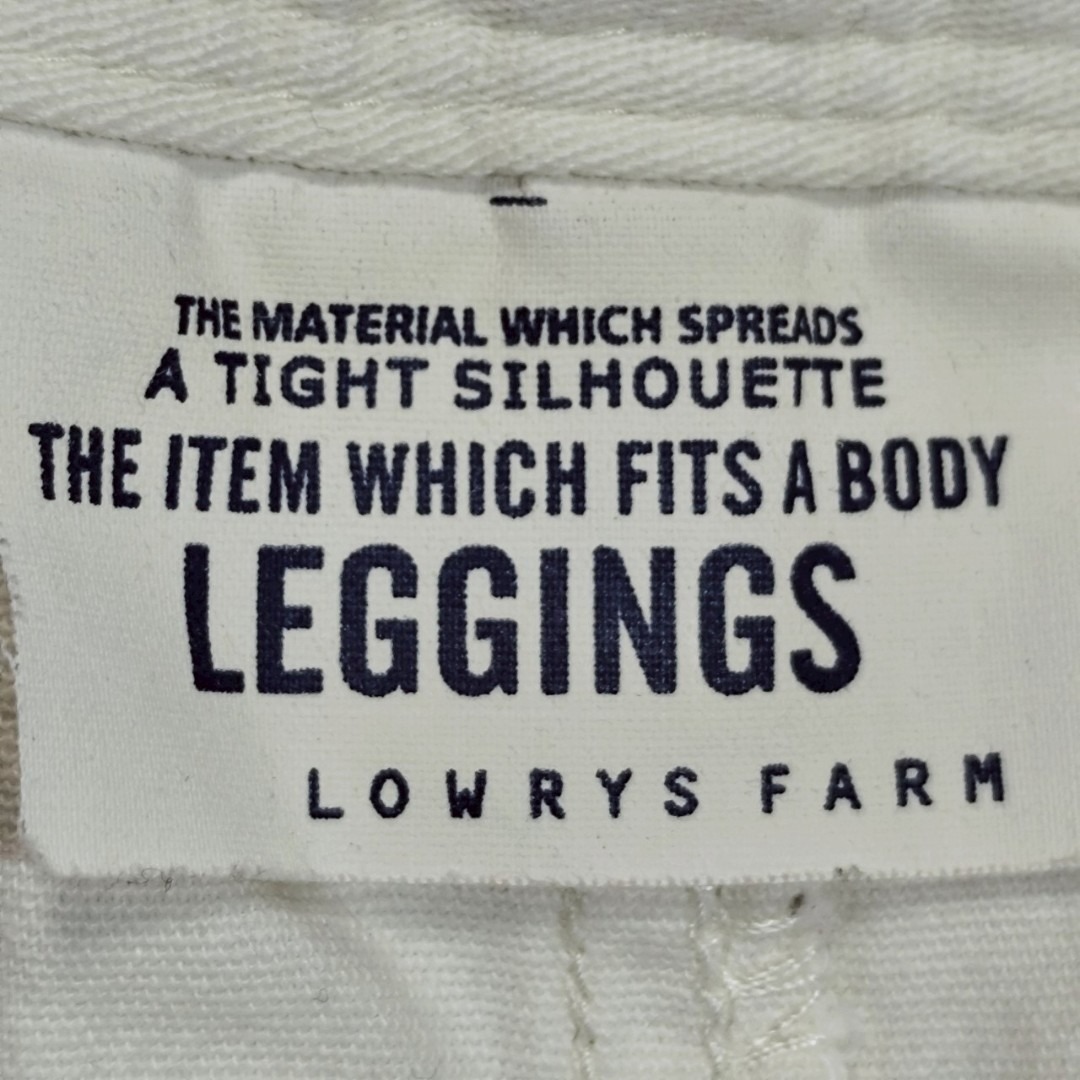 THE MATERIAL WHICH SPREADS
A TIGHT SILHOUETTE
THE ITEM WHICH FITS A BODY
LEGGINGS
LOWRYS FARM